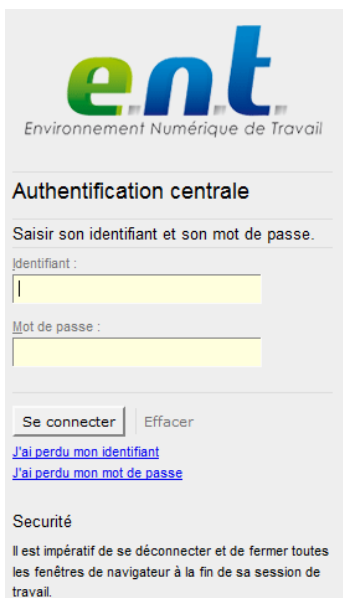 e.n.t.
Environnement Numérique de Travail
Authentification centrale
Saisir son identifiant et son mot de passe.
Identifiant :
Mot de passe :
Se connecter Effacer
J'ai perdu mon identifiant
J'ai perdu mon mot de passe
Securité
Il est impératif de se déconnecter et de fermer toutes
les fenêtres de navigateur à la fin de sa session de
travail.